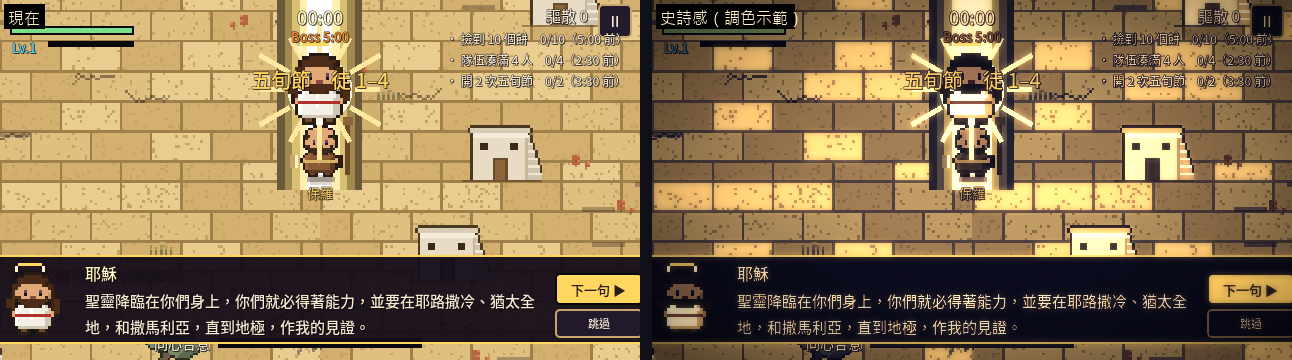 現在
Lv.1
00:00
Boss 5:00
驅散 0
· 撿到 10 個餅 0/10（5:00 前）
· 隊伍湊滿 4 人 0/4（2:30 前）
· 開 2 次五旬節 0/2（3:30 前）
五旬節 徒 1–4
保羅
耶穌
聖靈降臨在你們身上，你們就必得著能力，並要在耶路撒冷、猶太全
地，和撒馬利亞，直到地極，作我的見證。
下一句 ▶
跳過
同心合意
史詩感（調色示範）
Lv.1
00:00
Boss 5:00
驅散 0
· 撿到 10 個餅 0/10（5:00 前）
· 隊伍湊滿 4 人 0/4（2:30 前）
· 開 2 次五旬節 0/2（3:30 前）
五旬節 徒 1–4
保羅
耶穌
聖靈降臨在你們身上，你們就必得著能力，並要在耶路撒冷、猶太全
地，和撒馬利亞，直到地極，作我的見證。
下一句 ▶
跳過
同心合意